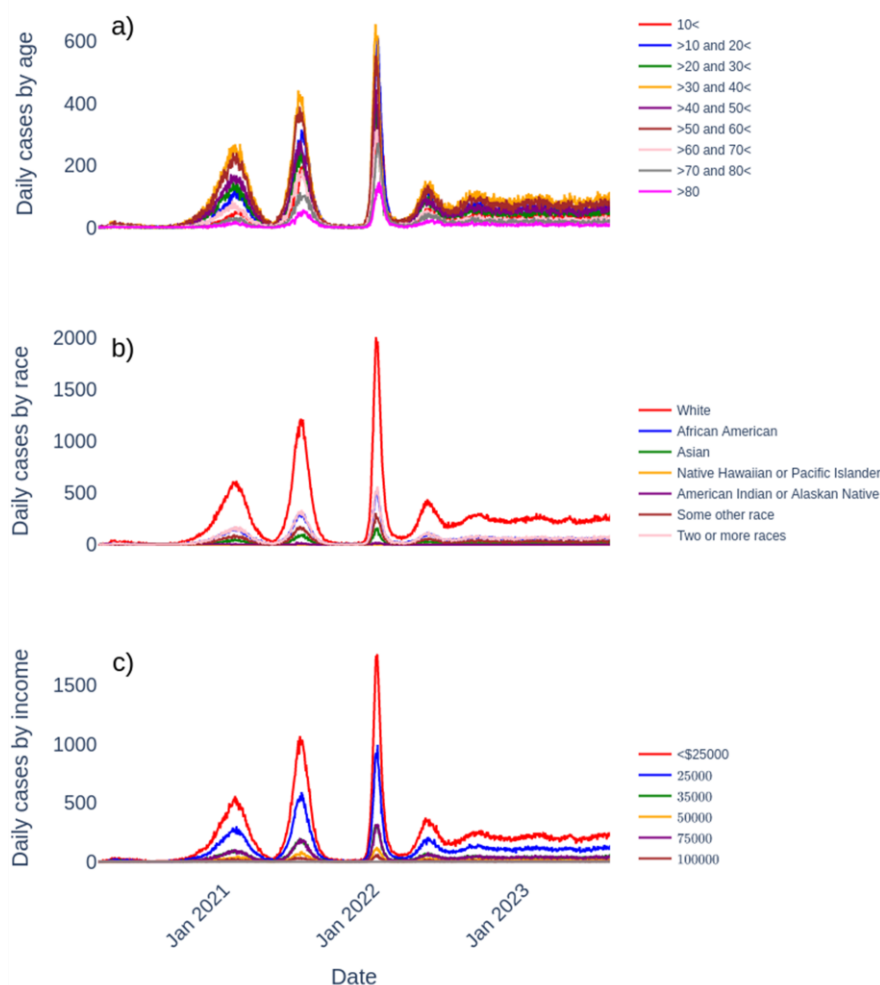 a)
Daily cases by age
600
400
200
0
10<
>10 and 20<
>20 and 30<
>30 and 40<
>40 and 50<
>50 and 60<
>60 and 70<
>70 and 80<
>80
b)
Daily cases by race
2000
1500
1000
500
0
White
African American
Asian
Native Hawaiian or Pacific Islander
American Indian or Alaskan Native
Some other race
Two or more races
c)
Daily cases by income
1500
1000
500
0
<$25000
25000
35000
50000
75000
100000
Jan 2021
Jan 2022
Jan 2023
Date